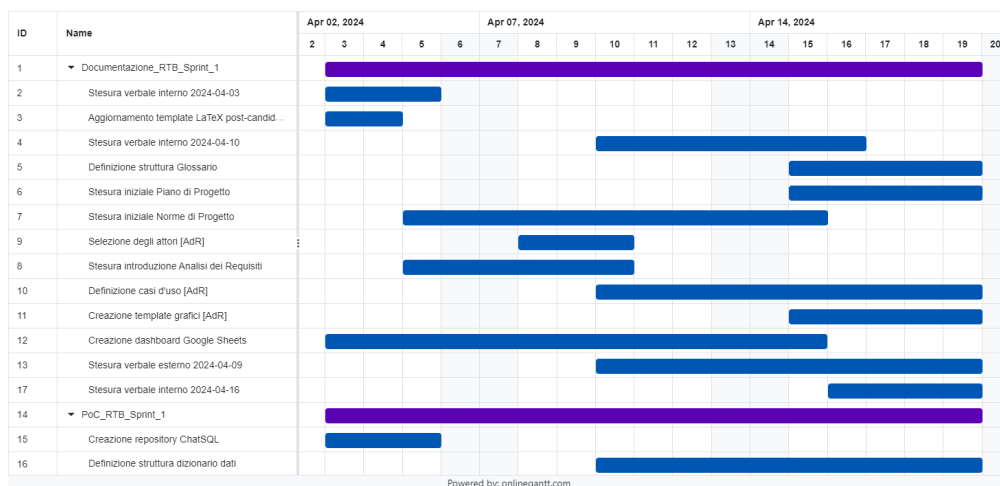 ID Name Apr 02, 2024 Apr 07, 2024 Apr 14, 2024
2 3 4 5 6 7 8 9 10 11 12 13 14 15 16 17 18 19 20
1 Documentazione_RTB_Sprint_1
2 Stesura verbale interno 2024-04-03
3 Aggiornamento template LaTeX post-candid...
4 Stesura verbale interno 2024-04-10
5 Definizione struttura Glossario
6 Stesura iniziale Piano di Progetto
7 Stesura iniziale Norme di Progetto
9 Selezione degli attori [AdR]
8 Stesura introduzione Analisi dei Requisiti
10 Definizione casi d'uso [AdR]
11 Creazione template grafici [AdR]
12 Creazione dashboard Google Sheets
13 Stesura verbale esterno 2024-04-09
17 Stesura verbale interno 2024-04-16
14 PoC_RTB_Sprint_1
15 Creazione repository ChatSQL
16 Definizione struttura dizionario dati
Powered by: onlinegantt.com